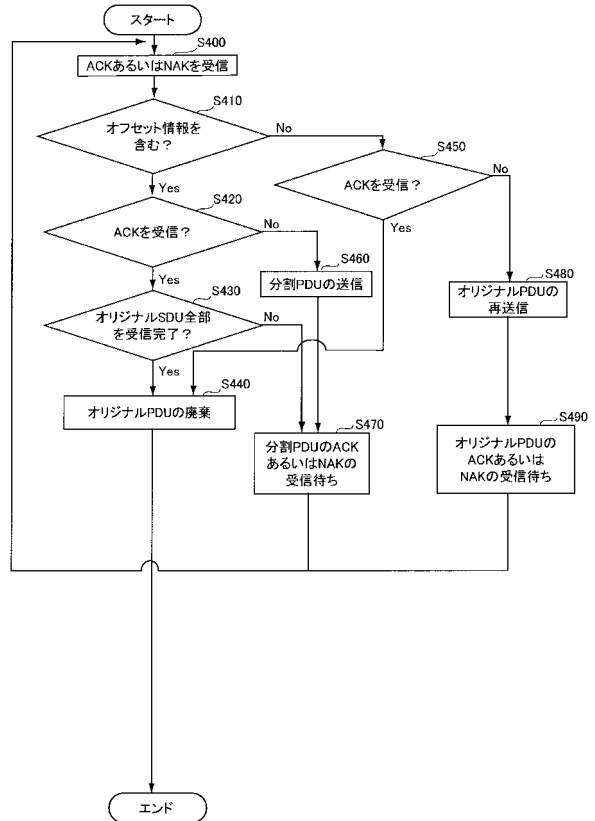 スタート
S400
ACKあるいはNAKを受信
S410
オフセット情報を
含む？
No
Yes
S450
ACKを受信？
No
Yes
S420
ACKを受信？
No
Yes
S460
分割PDUの送信
S480
オリジナルPDUの
再送信
S430
オリジナルSDU全部
を受信完了？
No
Yes
S440
オリジナルPDUの廃棄
S470
分割PDUのACK
あるいはNAKの
受信待ち
S490
オリジナルPDUの
ACKあるいは
NAKの受信待ち
エンド